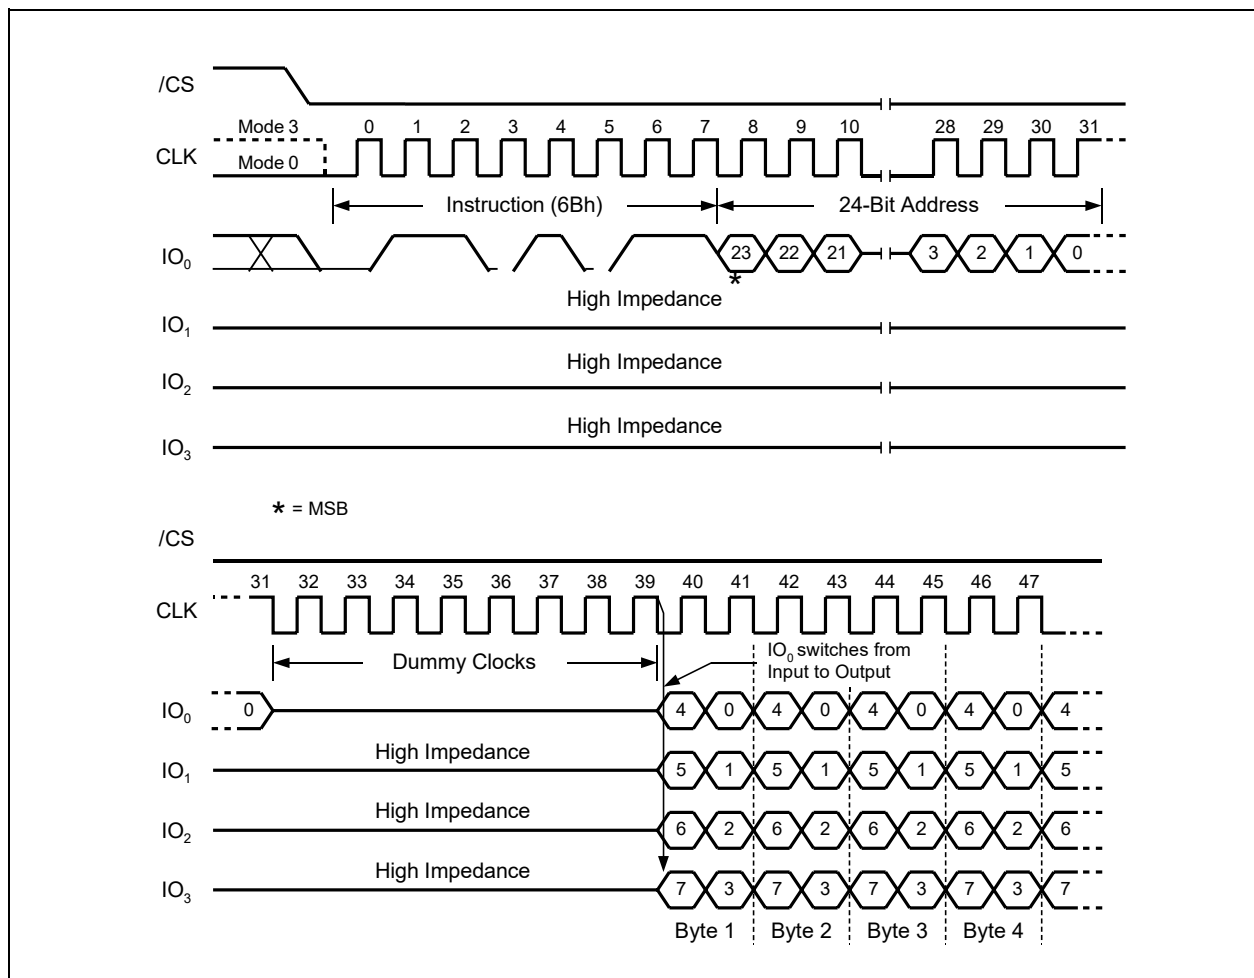 /CS
Mode 3 0 1 2 3 4 5 6 7 8 9 10 28 29 30 31
CLK
Mode 0
Instruction (6Bh) 24-Bit Address
IO0 23 22 21 3 2 1 0
*
High Impedance
IO1
High Impedance
IO2
High Impedance
IO3
* = MSB
/CS
31 32 33 34 35 36 37 38 39 40 41 42 43 44 45 46 47
CLK
Dummy Clocks
IO0 switches from
Input to Output
IO0 0 4 0 4 0 4 0 4 0 4
High Impedance
IO1 5 1 5 1 5 1 5 1 5
High Impedance
IO2 6 2 6 2 6 2 6 2 6
High Impedance
IO3 7 3 7 3 7 3 7 3 7
Byte 1 Byte 2 Byte 3 Byte 4